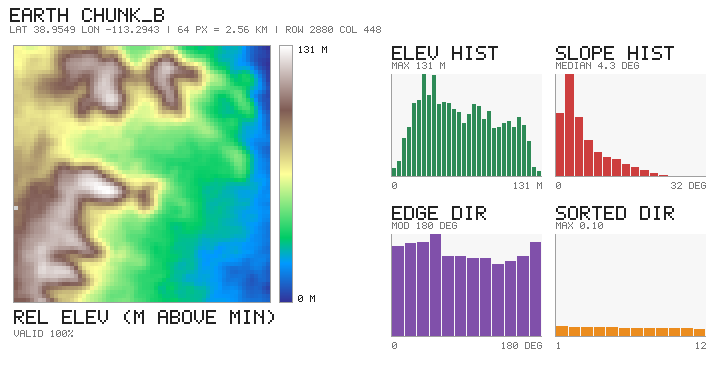 EARTH CHUNK_B
LAT 38.9549 LON -113.2943 | 64 PX = 2.56 KM | ROW 2880 COL 448
131 M
0 M
REL ELEV (M ABOVE MIN)
VALID 100%
ELEV HIST
MAX 131 M
0 131 M
SLOPE HIST
MEDIAN 4.3 DEG
0 32 DEG
EDGE DIR
MOD 180 DEG
0 180 DEG
SORTED DIR
MAX 0.10
1 12